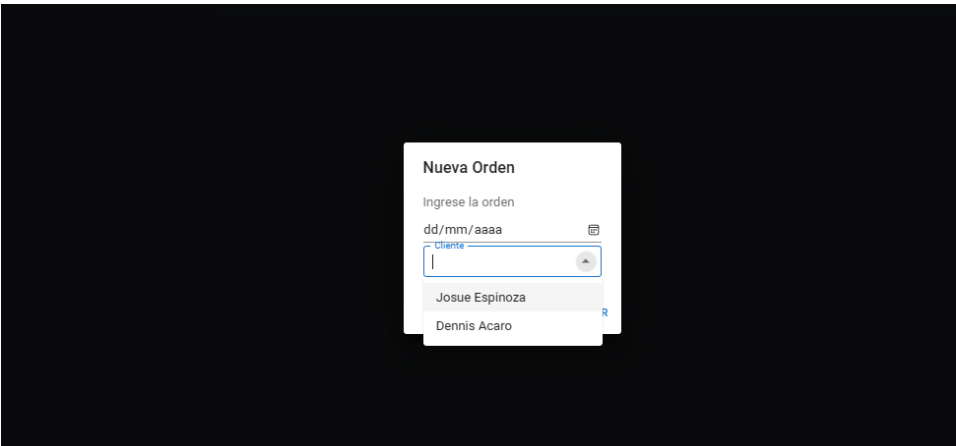 Nueva Orden
Ingrese la orden
dd/mm/aaaa
Cliente
Josue Espinoza
Dennis Acaro
R